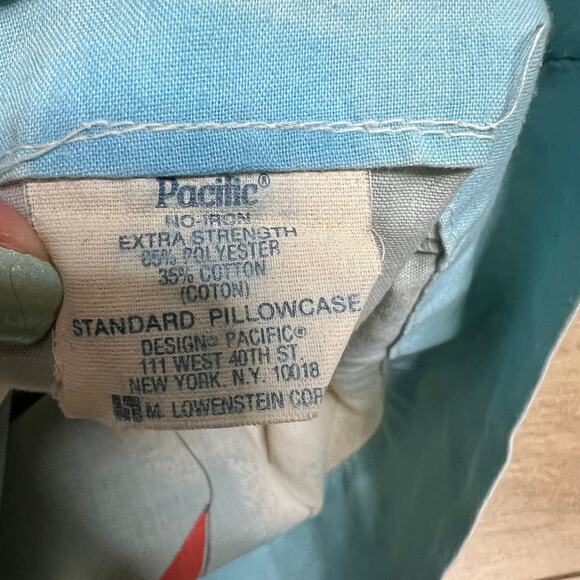 Pacific®
NO-IRON
EXTRA STRENGTH
65% POLYESTER
35% COTTON
(COTON)
STANDARD PILLOWCASE
DESIGN© PACIFIC®
111 WEST 40TH ST.
NEW YORK, N.Y. 10018
M. LOWENSTEIN COR